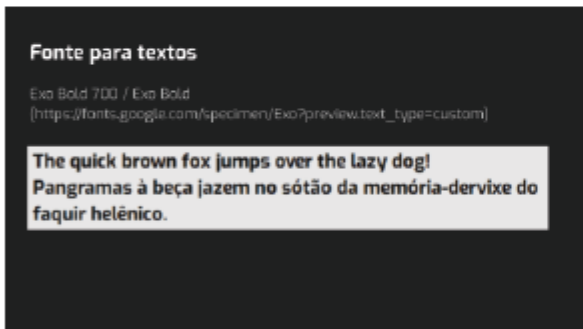 Fonte para textos
Exo Bold 700 / Exo Bold
[https://fonts.google.com/specimen/Exo?preview.text_type=custom]
The quick brown fox jumps over the lazy dog!
Pangramas à beça jazem no sótão da memória-dervixe do
faquir helênico.